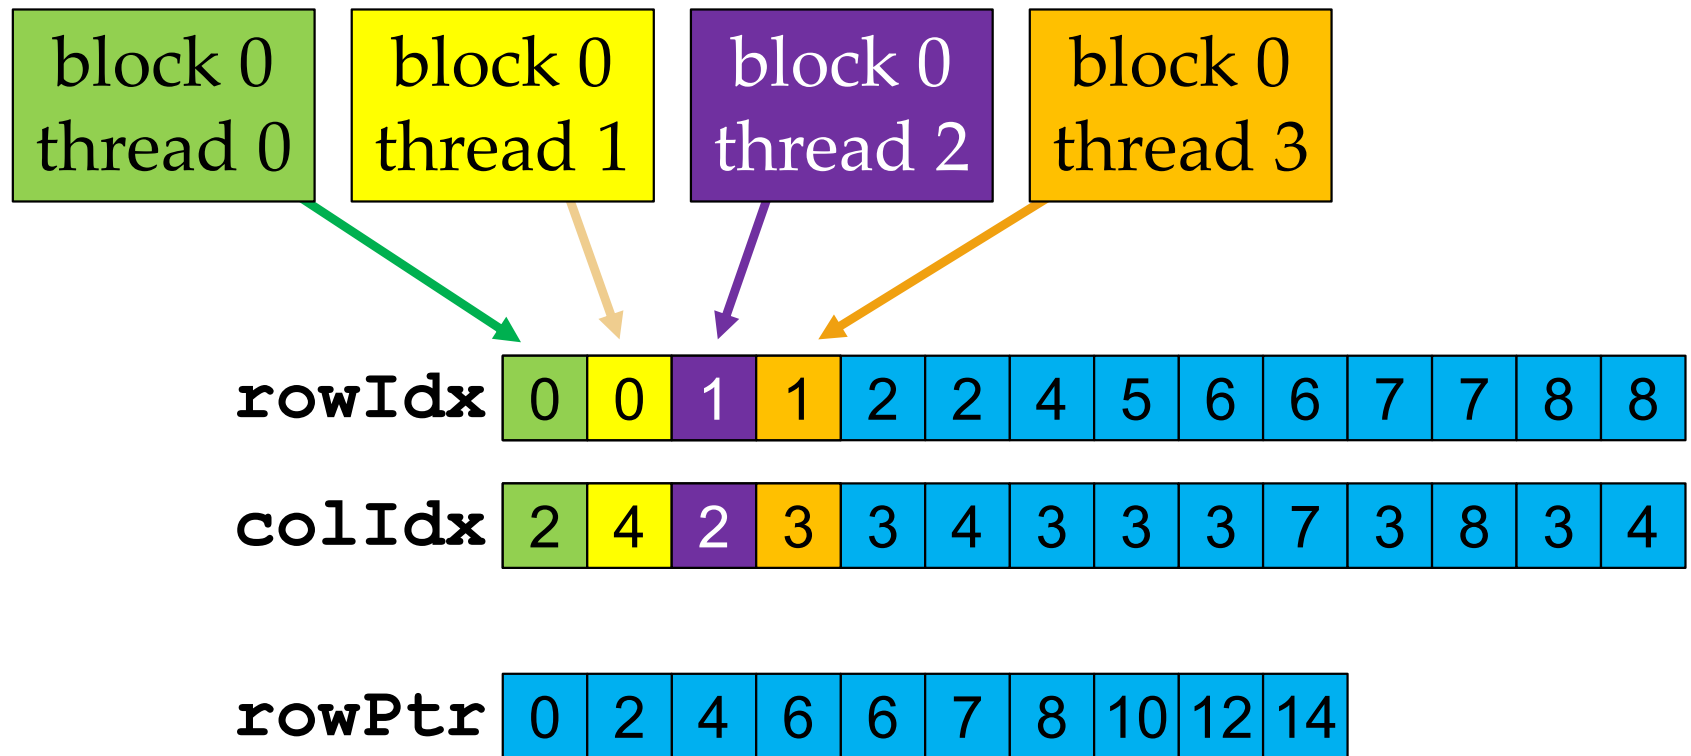 block 0
thread 0
block 0
thread 1
block 0
thread 2
block 0
thread 3
rowIdx 0 0 1 1 2 2 4 5 6 6 7 7 8 8
colIdx 2 4 2 3 3 4 3 3 3 7 3 8 3 4
rowPtr 0 2 4 6 6 7 8 10 12 14